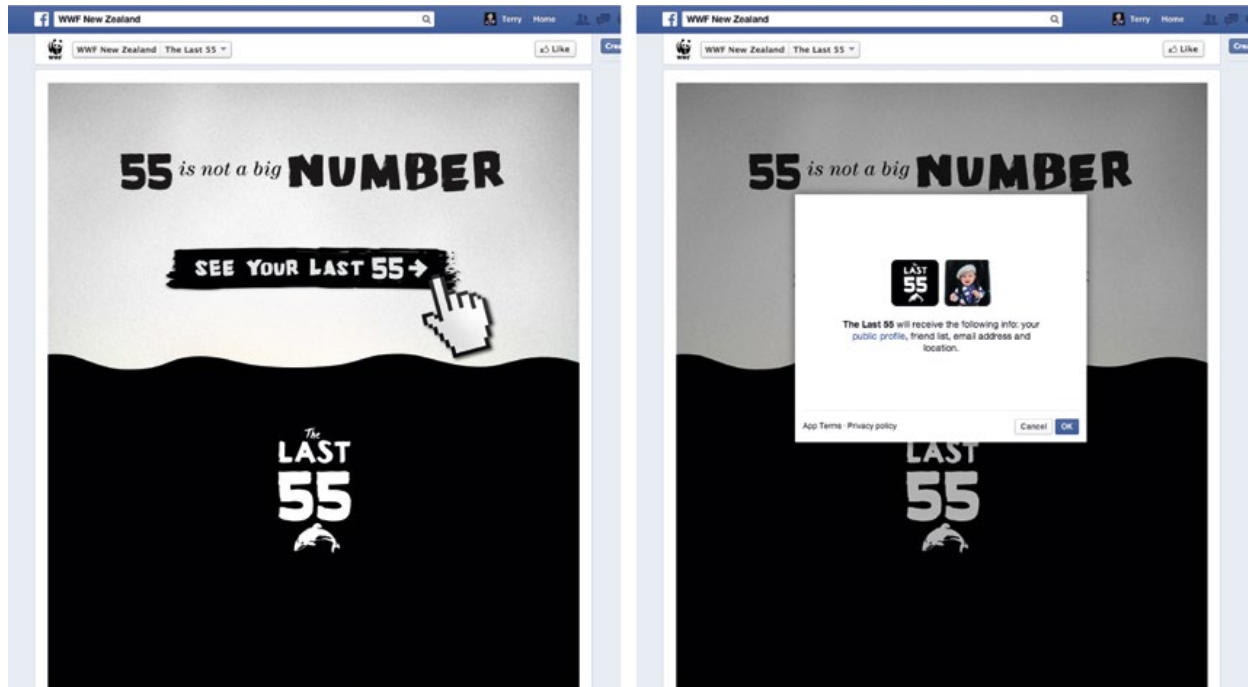 WWF New Zealand
Terry Home
wwf
WWF New Zealand The Last 55
Like
55 is not a big NUMBER
SEE YOUR LAST 55
The
LAST
55
WWF New Zealand
Terry Home
wwf
WWF New Zealand The Last 55
Like
55 is not a big NUMBER
The
LAST
55
The Last 55 will receive the following info: your
public profile, friend list, email address and
location.
App Terms · Privacy policy
Cancel OK
LAST
55